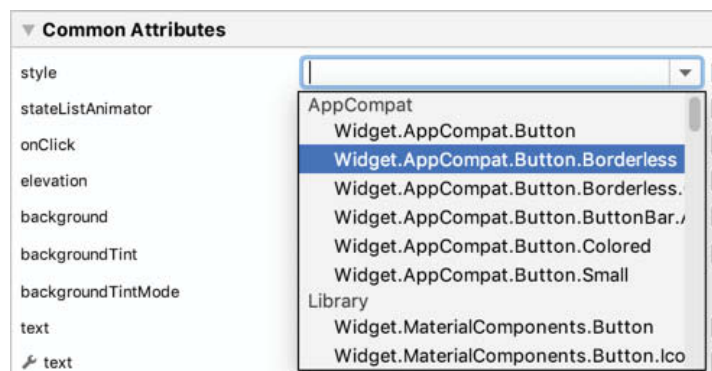 Common Attributes
style
stateListAnimator
onClick
elevation
background
backgroundTint
backgroundTintMode
text
text
AppCompat
Widget.AppCompat.Button
Widget.AppCompat.Button.Borderless
Widget.AppCompat.Button.Borderless.
Widget.AppCompat.Button.ButtonBar.
Widget.AppCompat.Button.Colored
Widget.AppCompat.Button.Small
Library
Widget.MaterialComponents.Button
Widget.MaterialComponents.Button.Ico